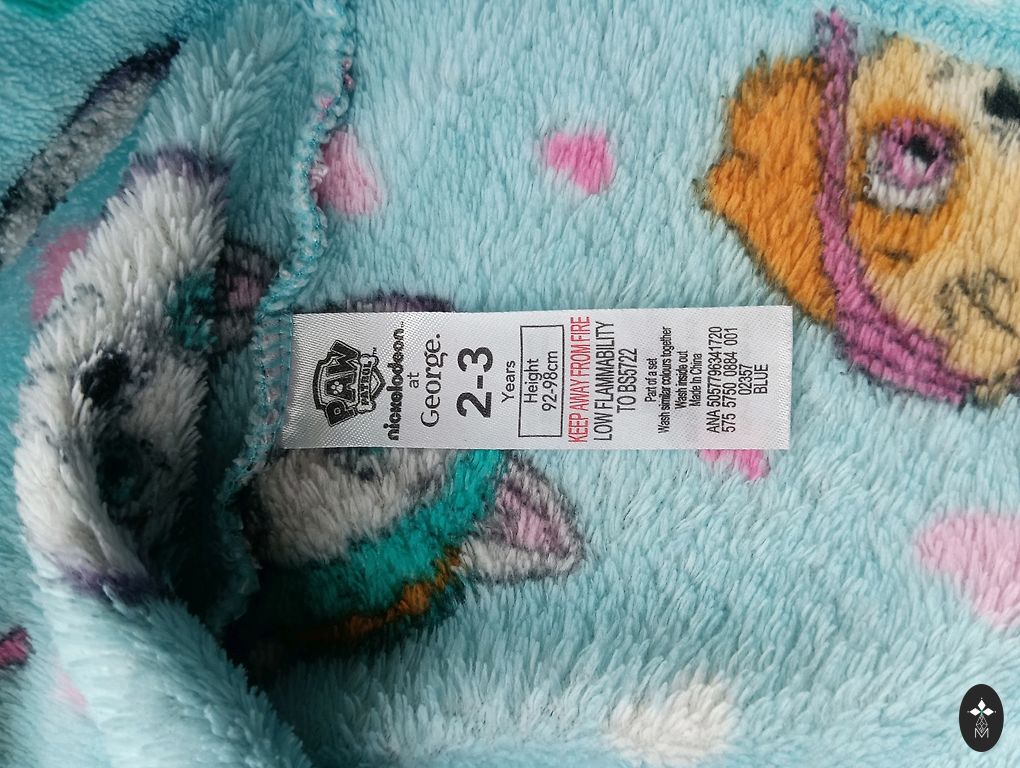 PAW
PATROL
nickelodeon™
at
George.
2-3
Years
Height
92-98cm
KEEP AWAY FROM FIRE
LOW FLAMMABILITY
TO BS5722
Part of a set
Wash similar colours together
Wash inside out
Made In China
ANA 5057796341720
575 5750 0864 001
02357
BLUE